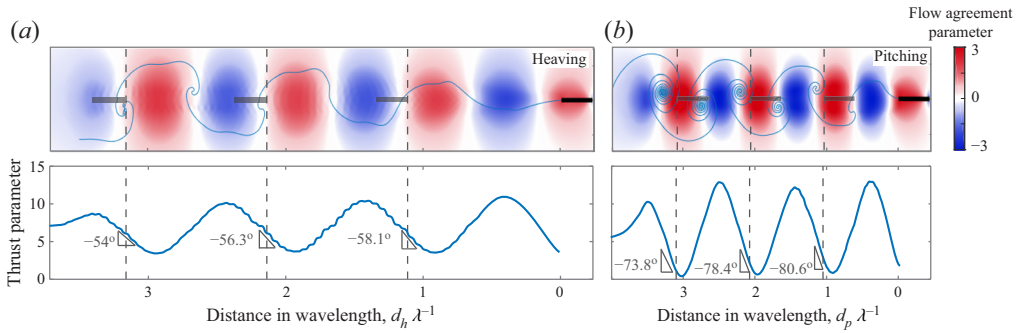 (a)
Heaving
(b)
Pitching
Flow agreement
parameter
3
0
−3
Thrust parameter
15
10
5
0
−54°
−56.3°
−58.1°
3
2
1
0
Distance in wavelength, d_h λ⁻¹
−73.8°
−78.4°
−80.6°
3
2
1
0
Distance in wavelength, d_p λ⁻¹